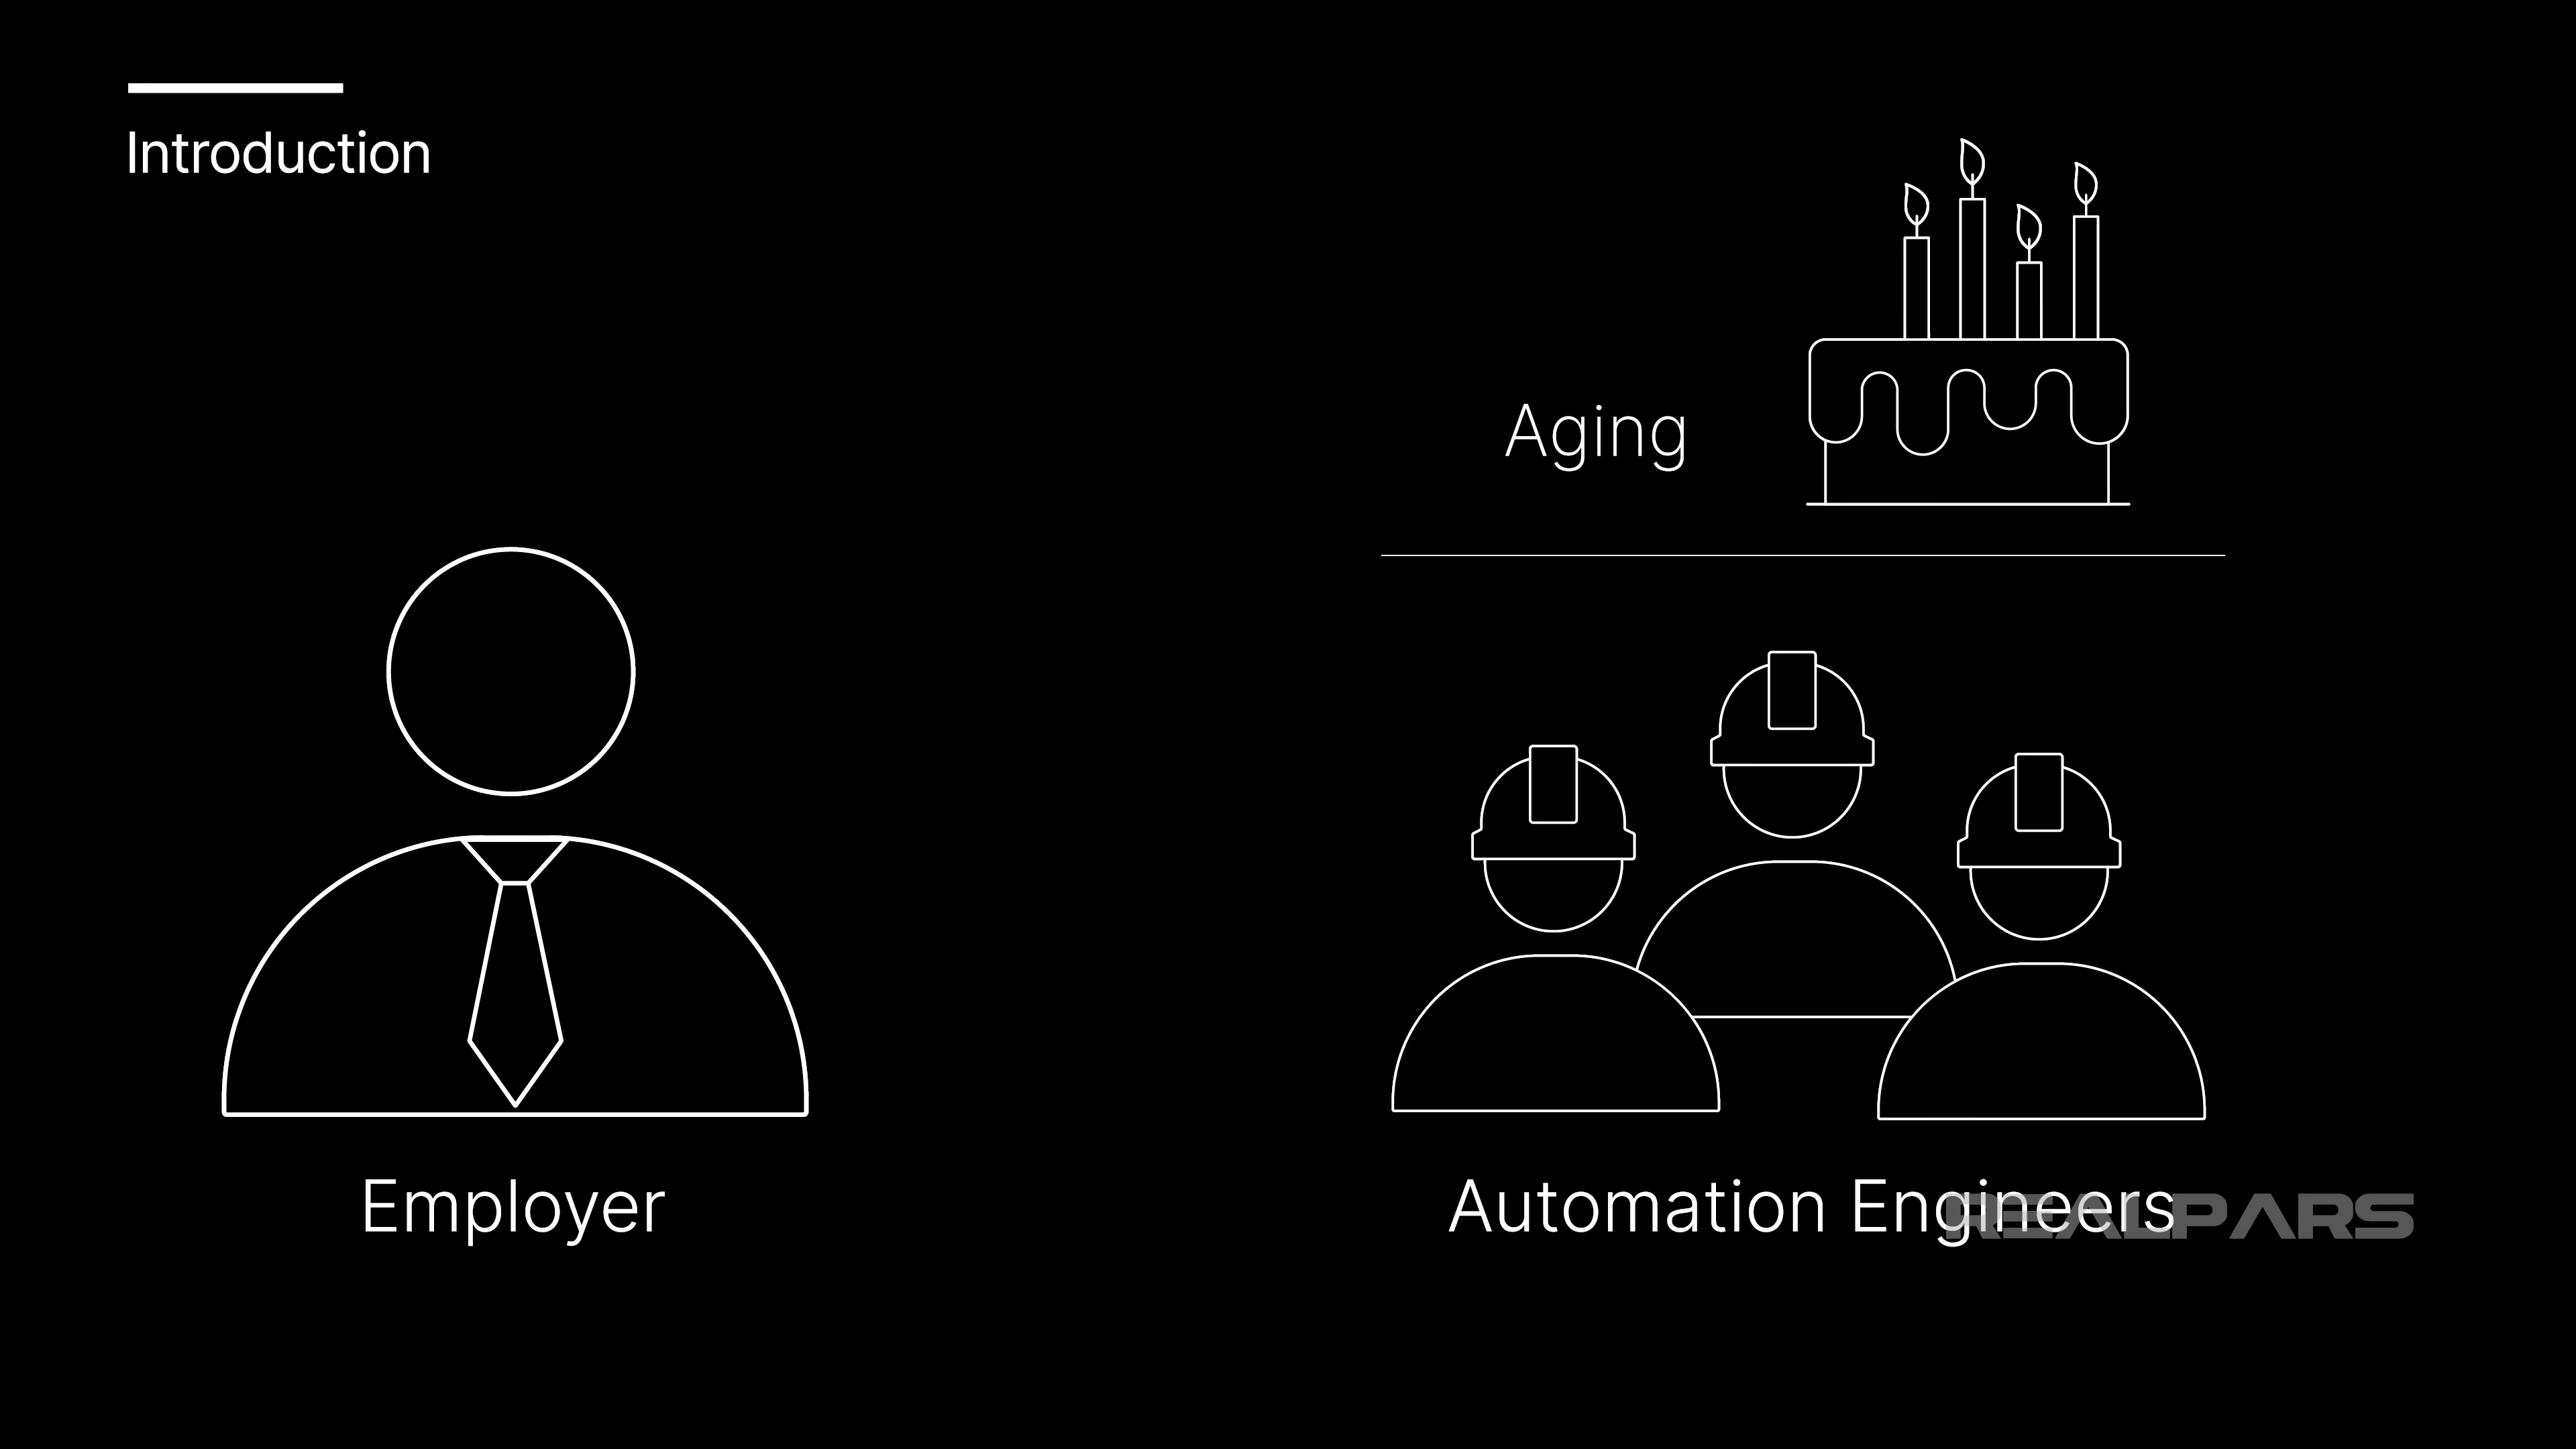 Introduction
Aging
Employer
Automation Engineers
REALPARS